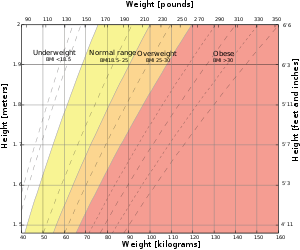 Weight [pounds]
90 110 130 150 170 190 210 230 250 270 290 310 330 350
2 6'6
Underweight Normal range Overweight Obese
BMI <18.5 BMI18.5-25 BMI 25-30 BMI >30
1.9 6'3
1.8 5'11
1.7 5'7
1.6 5'3
1.5 4'11
Height [meters]
Height [feet and inches]
40 50 60 70 80 90 100 110 120 130 140 150 160
Weight [kilograms]